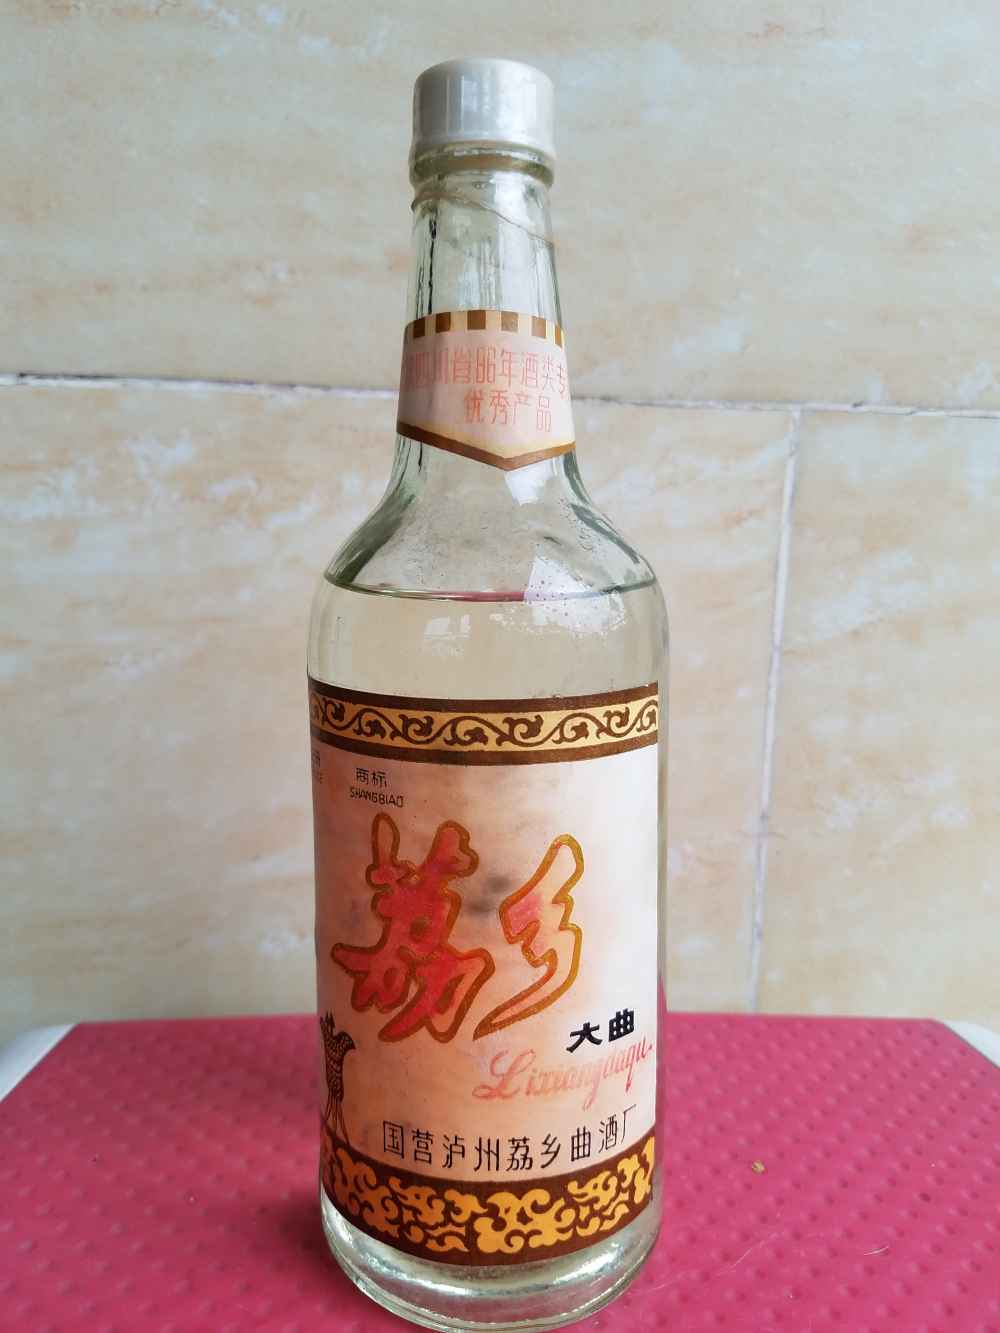 四川省86年酒类专
优秀产品
商标
SHANGBIAO
荔乡
大曲
Lixiangdaqu
国营泸州荔乡曲酒厂